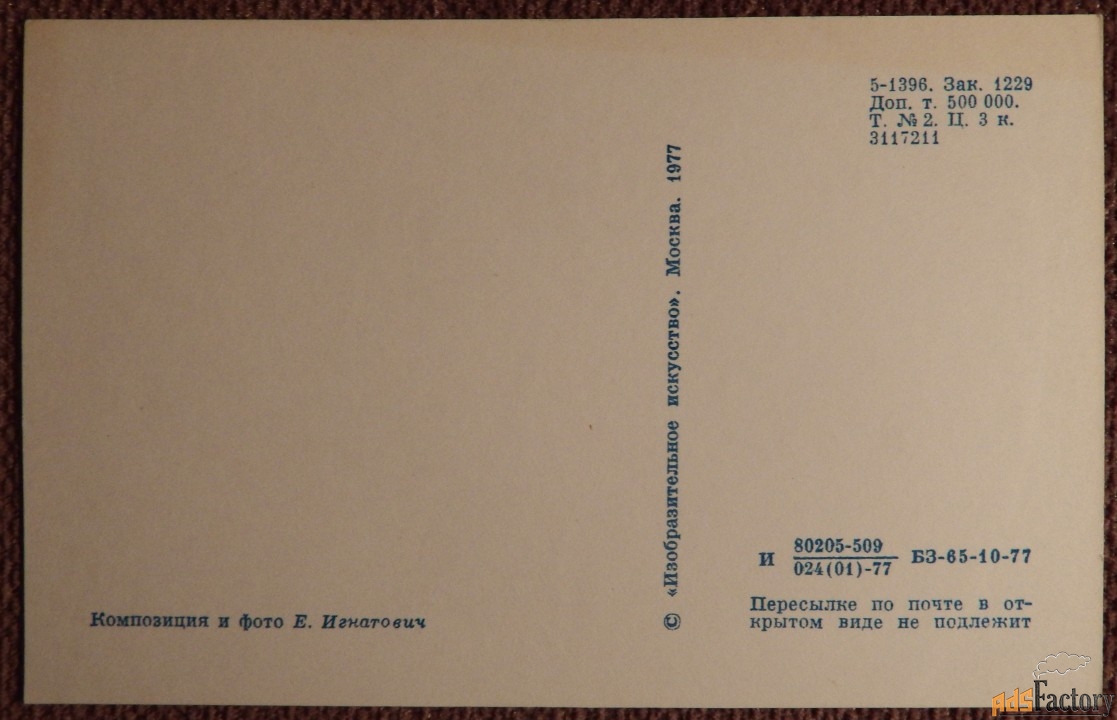 5-1396. Зак. 1229
Доп. т. 500 000.
Т. № 2. Ц. 3 к.
3117211
© «Изобразительное искусство». Москва. 1977
И 80205-509 БЗ-65-10-77
024(01)-77
Пересылке по почте в от-
крытом виде не подлежит
Композиция и фото Е. Игнатович
AdsFactory